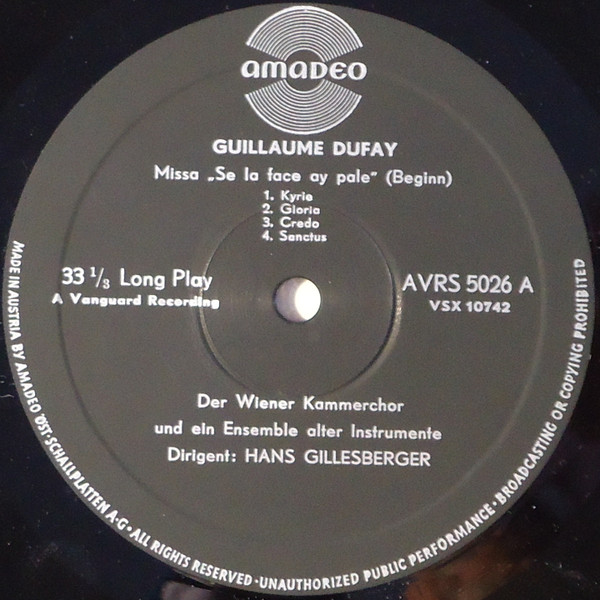 AMADEO
GUILLAUME DUFAY
Missa „Se la face ay pale” (Beginn)
1. Kyrie
2. Gloria
3. Credo
4. Sanctus
33 1/3 Long Play
A Vanguard Recording
AVRS 5026 A
VSX 10742
Der Wiener Kammerchor
und ein Ensemble alter Instrumente
Dirigent: HANS GILLESBERGER
MADE IN AUSTRIA BY AMADEO ÖST·SCHALLPLATTEN A·G·ALL RIGHTS RESERVED·UNAUTHORIZED PUBLIC PERFORMANCE·BROADCASTING OR COPYING PROHIBITED